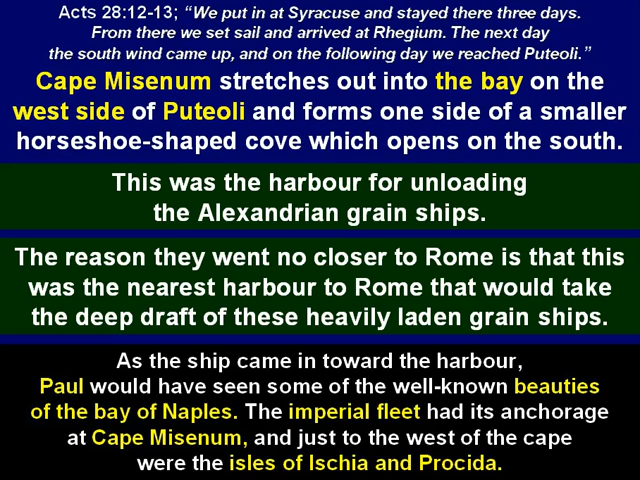 Acts 28:12-13; “We put in at Syracuse and stayed there three days.
From there we set sail and arrived at Rhegium. The next day
the south wind came up, and on the following day we reached Puteoli.”
Cape Misenum stretches out into the bay on the
west side of Puteoli and forms one side of a smaller
horseshoe-shaped cove which opens on the south.
This was the harbour for unloading
the Alexandrian grain ships.
The reason they went no closer to Rome is that this
was the nearest harbour to Rome that would take
the deep draft of these heavily laden grain ships.
As the ship came in toward the harbour,
Paul would have seen some of the well-known beauties
of the bay of Naples. The imperial fleet had its anchorage
at Cape Misenum, and just to the west of the cape
were the isles of Ischia and Procida.